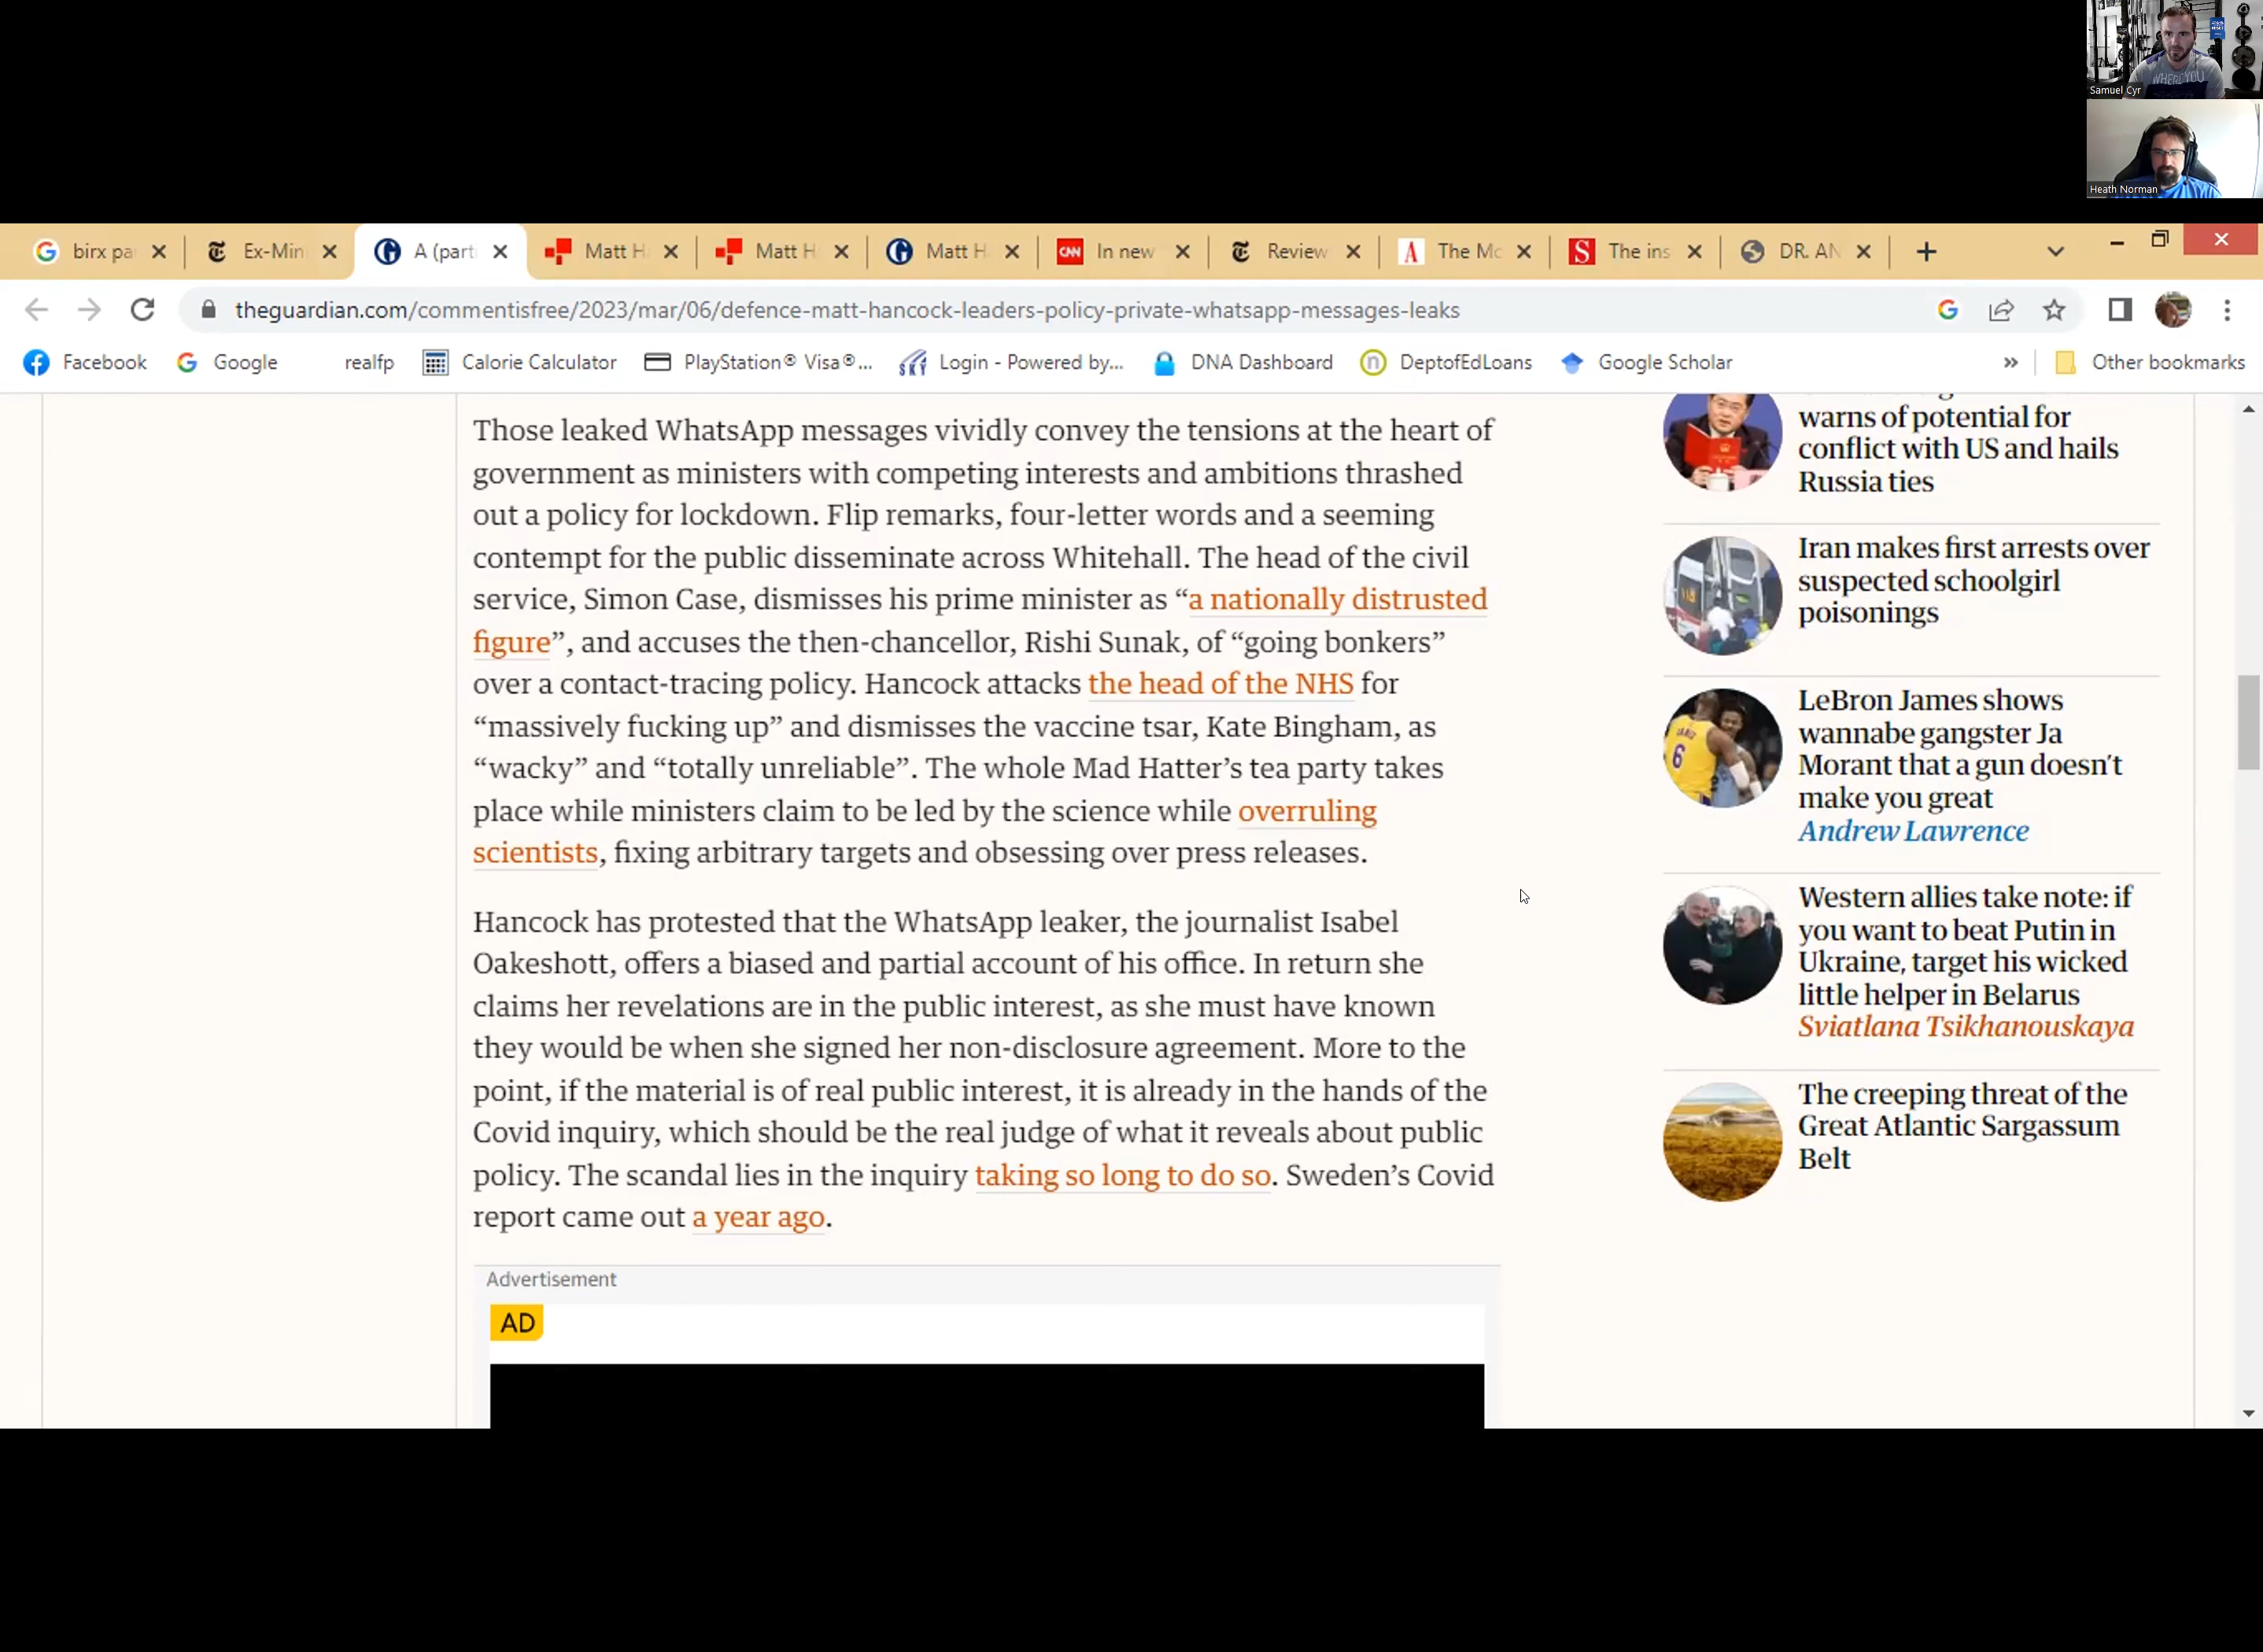 WHERE YOU
Samuel Cyr
Heath Norman
birx pa
Ex-Min
A (part
Matt H
Matt H
Matt H
CNN In new
Review
A The Mc
S The ins
DR. AN
theguardian.com/commentisfree/2023/mar/06/defence-matt-hancock-leaders-policy-private-whatsapp-messages-leaks
Facebook
Google
realfp
Calorie Calculator
PlayStation® Visa®...
Login - Powered by...
DNA Dashboard
DeptofEdLoans
Google Scholar
»
Other bookmarks
Those leaked WhatsApp messages vividly convey the tensions at the heart of
government as ministers with competing interests and ambitions thrashed
out a policy for lockdown. Flip remarks, four-letter words and a seeming
contempt for the public disseminate across Whitehall. The head of the civil
service, Simon Case, dismisses his prime minister as “a nationally distrusted
figure”, and accuses the then-chancellor, Rishi Sunak, of “going bonkers”
over a contact-tracing policy. Hancock attacks the head of the NHS for
“massively fucking up” and dismisses the vaccine tsar, Kate Bingham, as
“wacky” and “totally unreliable”. The whole Mad Hatter’s tea party takes
place while ministers claim to be led by the science while overruling
scientists, fixing arbitrary targets and obsessing over press releases.
Hancock has protested that the WhatsApp leaker, the journalist Isabel
Oakeshott, offers a biased and partial account of his office. In return she
claims her revelations are in the public interest, as she must have known
they would be when she signed her non-disclosure agreement. More to the
point, if the material is of real public interest, it is already in the hands of the
Covid inquiry, which should be the real judge of what it reveals about public
policy. The scandal lies in the inquiry taking so long to do so. Sweden’s Covid
report came out a year ago.
Advertisement
AD
warns of potential for
conflict with US and hails
Russia ties
Iran makes first arrests over
suspected schoolgirl
poisonings
LeBron James shows
wannabe gangster Ja
Morant that a gun doesn’t
make you great
Andrew Lawrence
Western allies take note: if
you want to beat Putin in
Ukraine, target his wicked
little helper in Belarus
Sviatlana Tsikhanouskaya
The creeping threat of the
Great Atlantic Sargassum
Belt